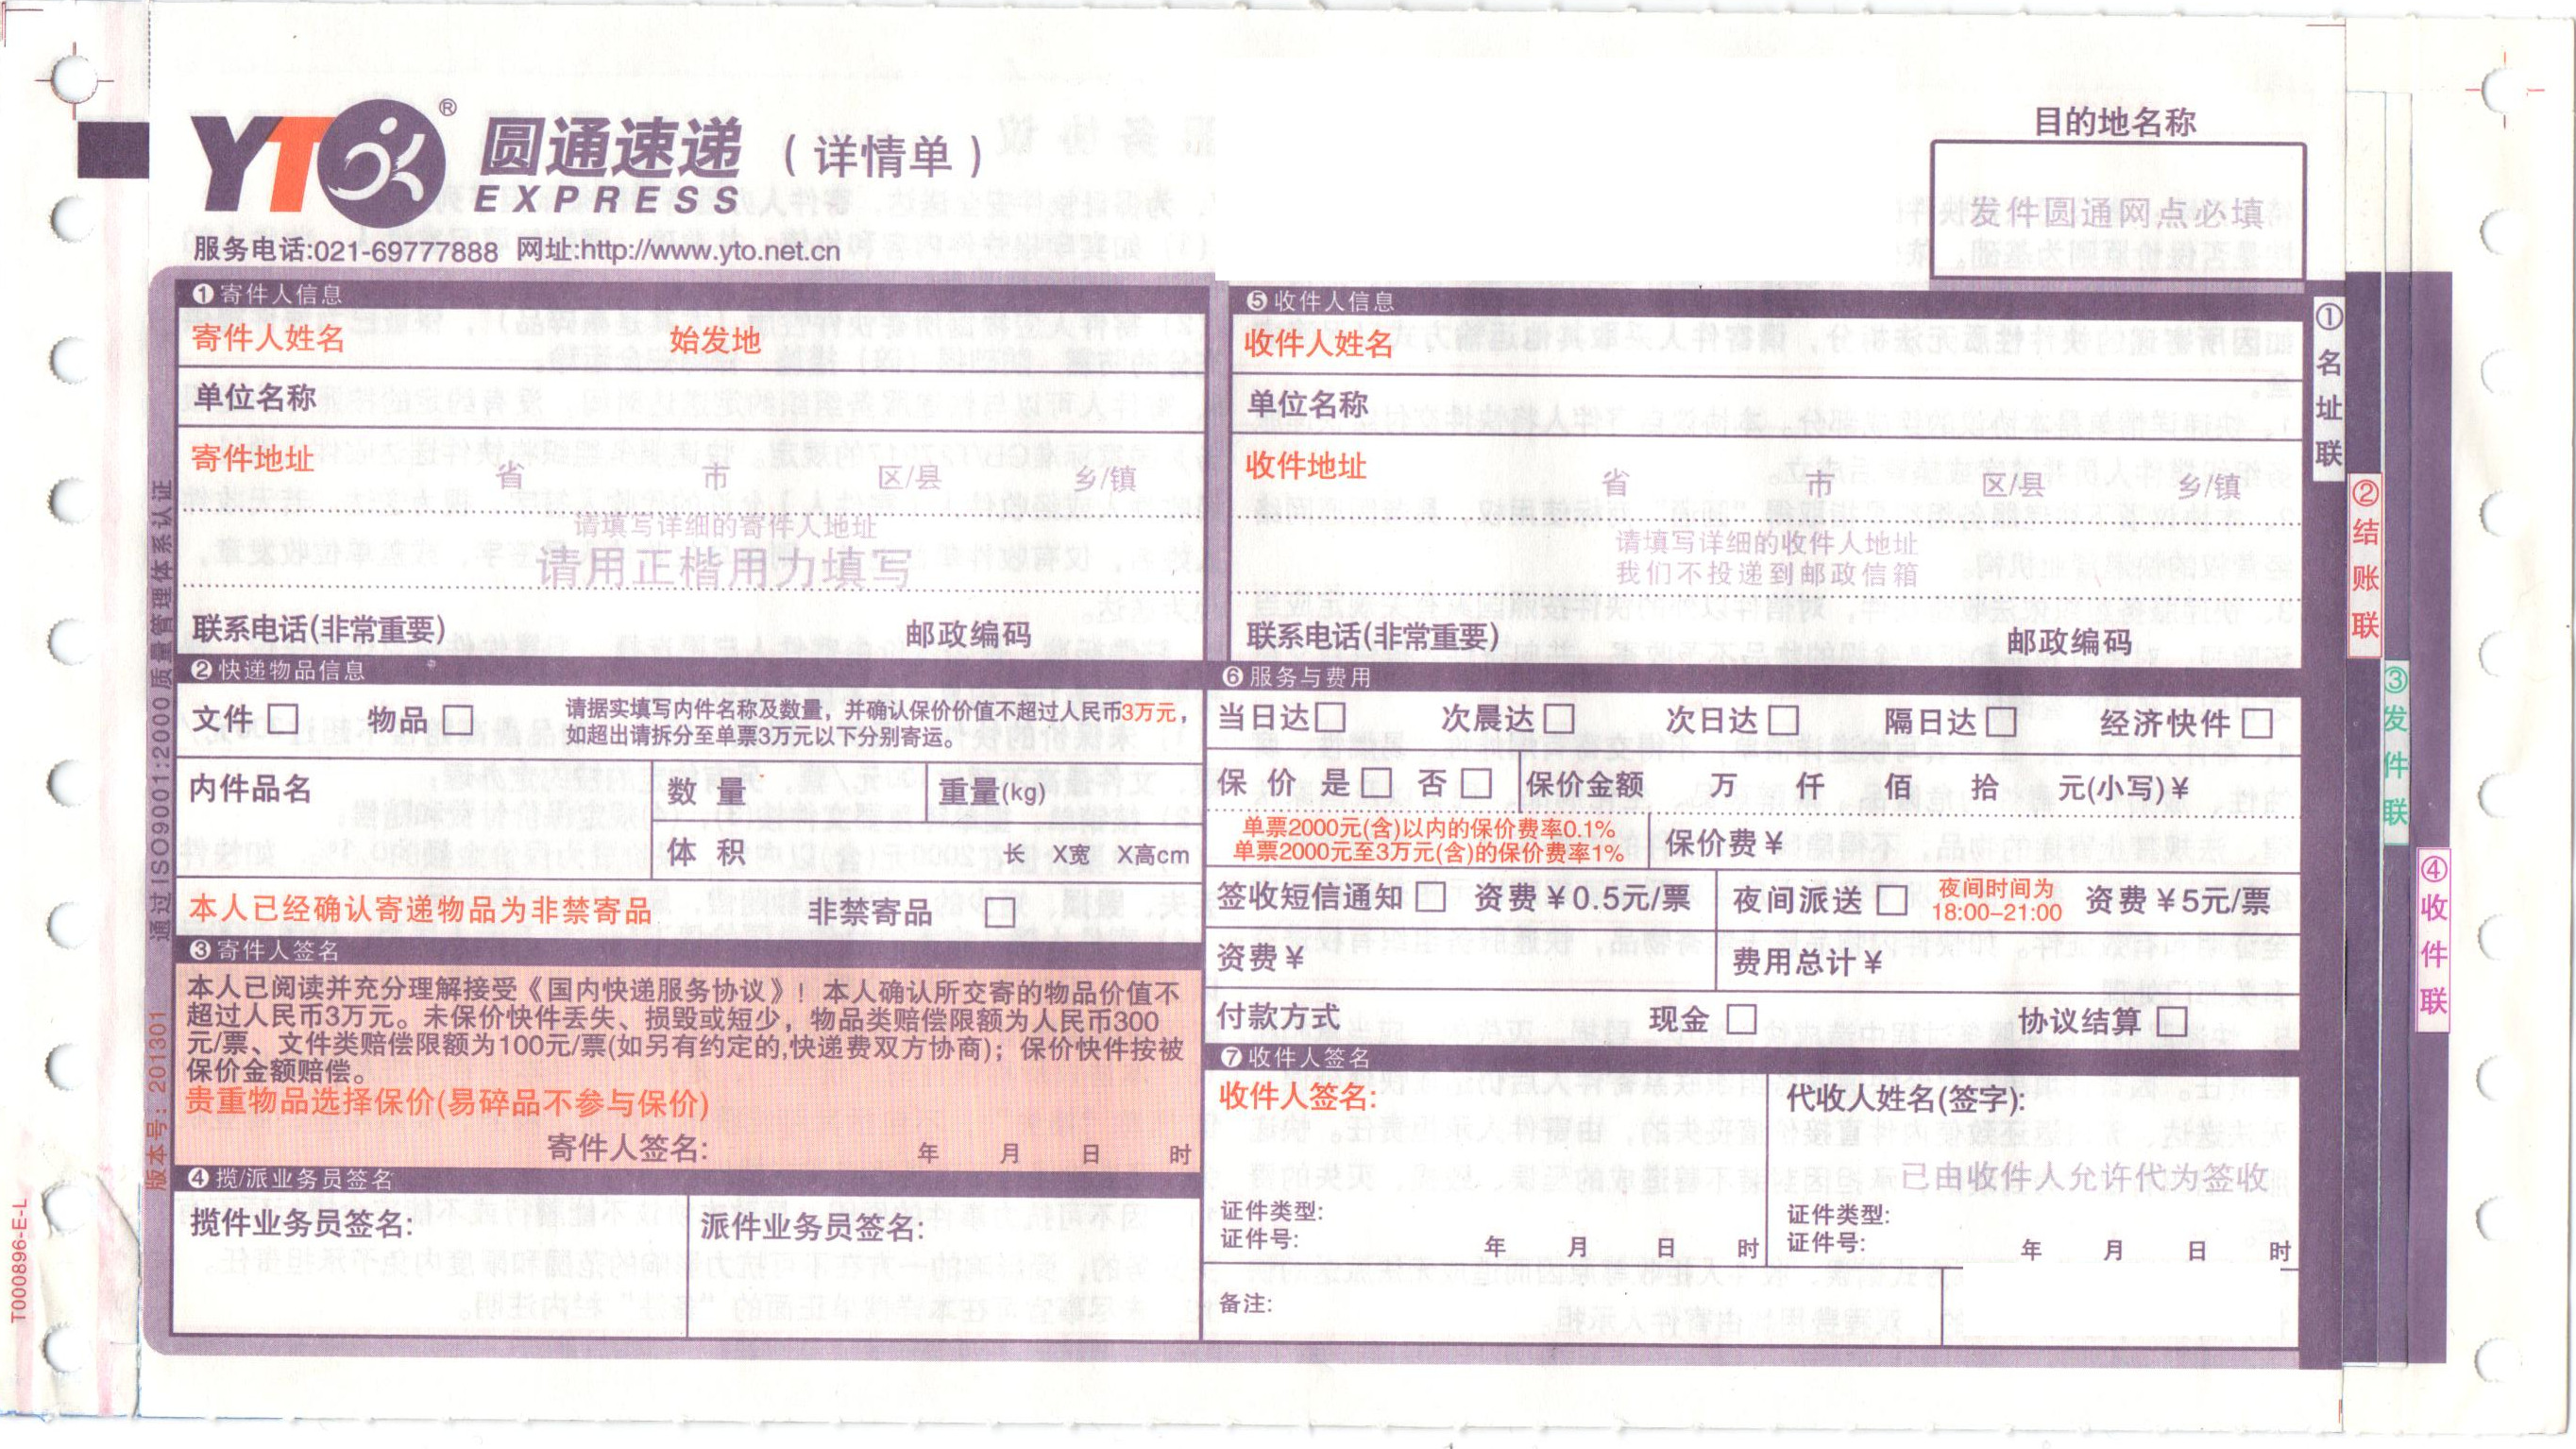 YTO ® 圆通速递 (详情单)
EXPRESS
服务电话:021-69777888 网址:http://www.yto.net.cn
目的地名称
发件圆通网点必填
❶ 寄件人信息
寄件人姓名 始发地
单位名称
寄件地址 省 市 区/县 乡/镇
请填写详细的寄件人地址
请用正楷用力填写
联系电话(非常重要) 邮政编码
❷ 快递物品信息
文件 □ 物品 □
请据实填写内件名称及数量，并确认保价价值不超过人民币3万元，
如超出请拆分至单票3万元以下分别寄运。
内件品名 数 量 重量(kg)
体 积 长 X宽 X高cm
本人已经确认寄递物品为非禁寄品 非禁寄品 □
❸ 寄件人签名
本人已阅读并充分理解接受《国内快递服务协议》！本人确认所交寄的物品价值不
超过人民币3万元。未保价快件丢失、损毁或短少，物品类赔偿限额为人民币300
元/票、文件类赔偿限额为100元/票(如另有约定的,快递费双方协商)；保价快件按被
保价金额赔偿。
贵重物品选择保价(易碎品不参与保价)
寄件人签名: 年 月 日 时
❹ 揽/派业务员签名
揽件业务员签名: 派件业务员签名:
❺ 收件人信息
收件人姓名
单位名称
收件地址 省 市 区/县 乡/镇
请填写详细的收件人地址
我们不投递到邮政信箱
联系电话(非常重要) 邮政编码
❻ 服务与费用
当日达 □ 次晨达 □ 次日达 □ 隔日达 □ 经济快件 □
保 价 是 □ 否 □ 保价金额 万 仟 佰 拾 元(小写)¥
单票2000元(含)以内的保价费率0.1%
单票2000元至3万元(含)的保价费率1%
保价费¥
签收短信通知 □ 资费¥0.5元/票 夜间派送 □
夜间时间为
18:00-21:00
资费¥5元/票
资费¥ 费用总计¥
付款方式 现金 □ 协议结算 □
❼ 收件人签名
收件人签名:
证件类型:
证件号: 年 月 日 时
代收人姓名(签字):
已由收件人允许代为签收
证件类型:
证件号: 年 月 日 时
备注:
①名址联
②结账联
③发件联
④收件联
通过ISO9001:2000质量管理体系认证
版本号：201301
T000896-E-L